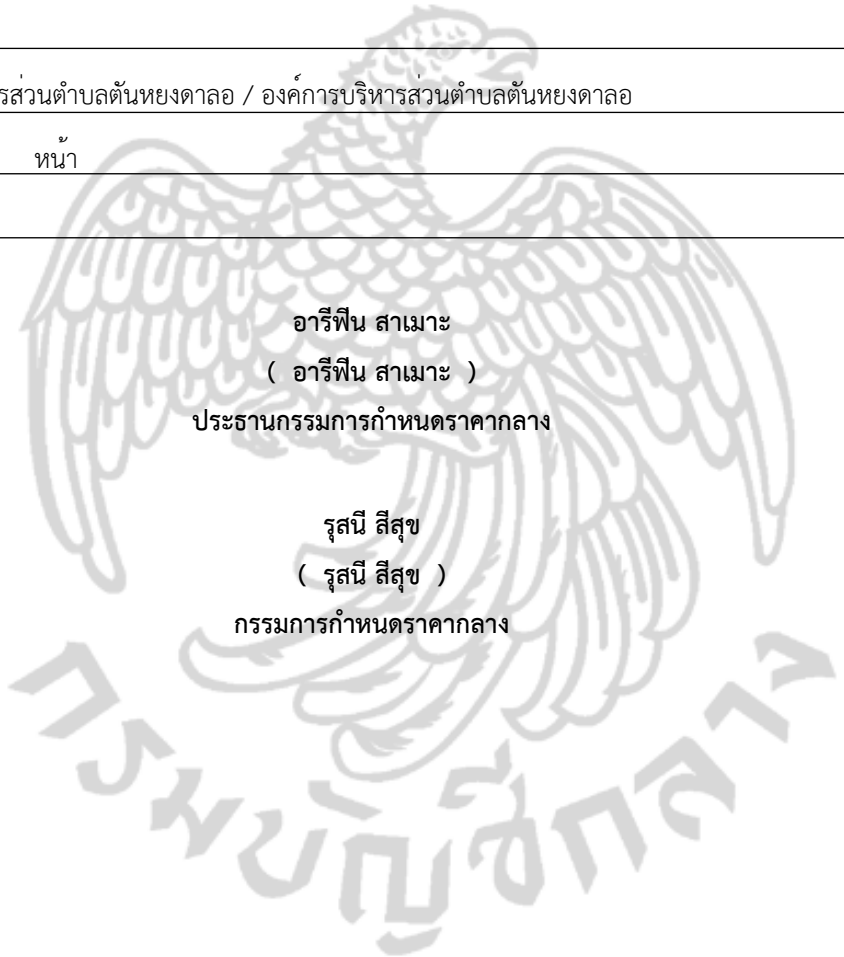 รส่วนตำบลตันหยงดาลอ / องค์การบริหารส่วนตำบลตันหยงดาลอ
หน้า
อารีฟีน สาเมาะ
( อารีฟีน สาเมาะ )
ประธานกรรมการกำหนดราคากลาง
รุสนี สีสุข
( รุสนี สีสุข )
กรรมการกำหนดราคากลาง
กรมบัญชีกลาง